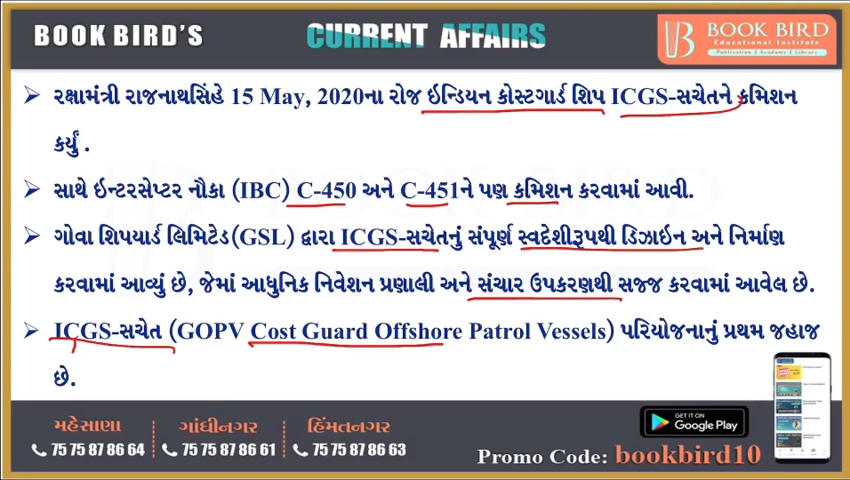 BOOK BIRD'S
CURRENT AFFAIRS
BOOK BIRD
Educational Institute
Publication | Academy | Library
➢ રક્ષામંત્રી રાજનાથસિંહે 15 May, 2020ના રોજ ઇન્ડિયન કોસ્ટગાર્ડ શિપ ICGS-સચેતને કમિશન
કર્યું .
➢ સાથે ઇન્ટરસેપ્ટર નૌકા (IBC) C-450 અને C-451ને પણ કમિશન કરવામાં આવી.
➢ ગોવા શિપયાર્ડ લિમિટેડ(GSL) દ્વારા ICGS-સચેતનું સંપૂર્ણ સ્વદેશીરૂપથી ડિઝાઇન અને નિર્માણ
કરવામાં આવ્યું છે, જેમાં આધુનિક નિવેશન પ્રણાલી અને સંચાર ઉપકરણથી સજ્જ કરવામાં આવેલ છે.
➢ ICGS-સચેત (GOPV Cost Guard Offshore Patrol Vessels) પરિયોજનાનું પ્રથમ જહાજ
છે.
મહેસાણા
75 75 87 86 64
ગાંધીનગર
75 75 87 86 61
હિંમતનગર
75 75 87 86 63
GET IT ON
Google Play
Promo Code: bookbird10